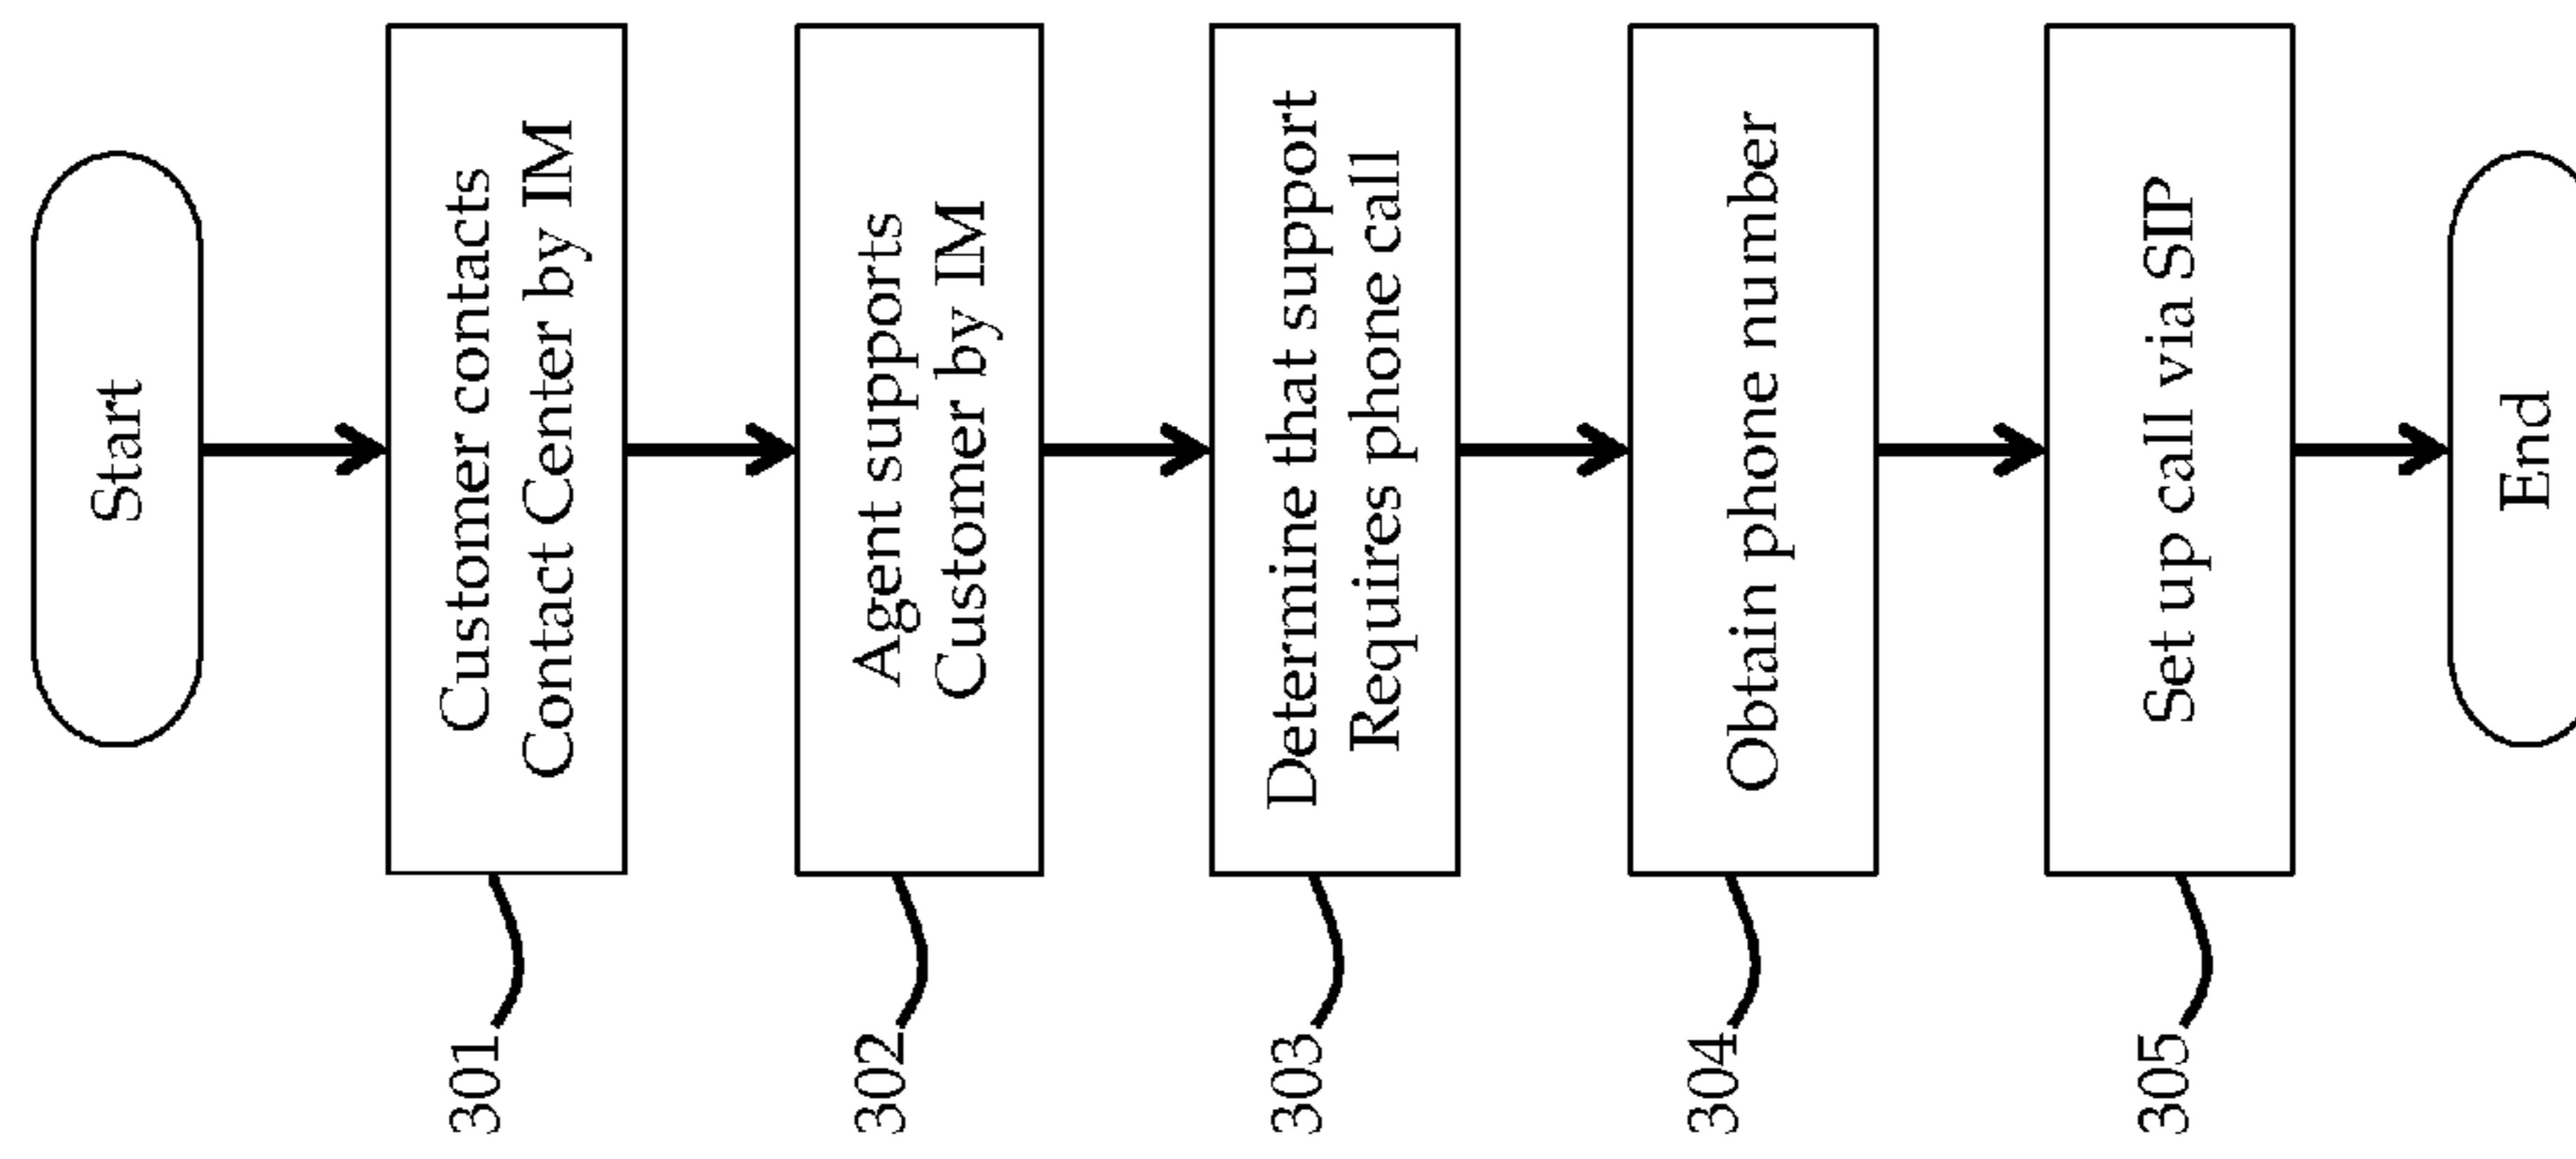 Start
301
Customer contacts
Contact Center by IM
302
Agent supports
Customer by IM
303
Determine that support
Requires phone call
304
Obtain phone number
305
Set up call via SIP
End